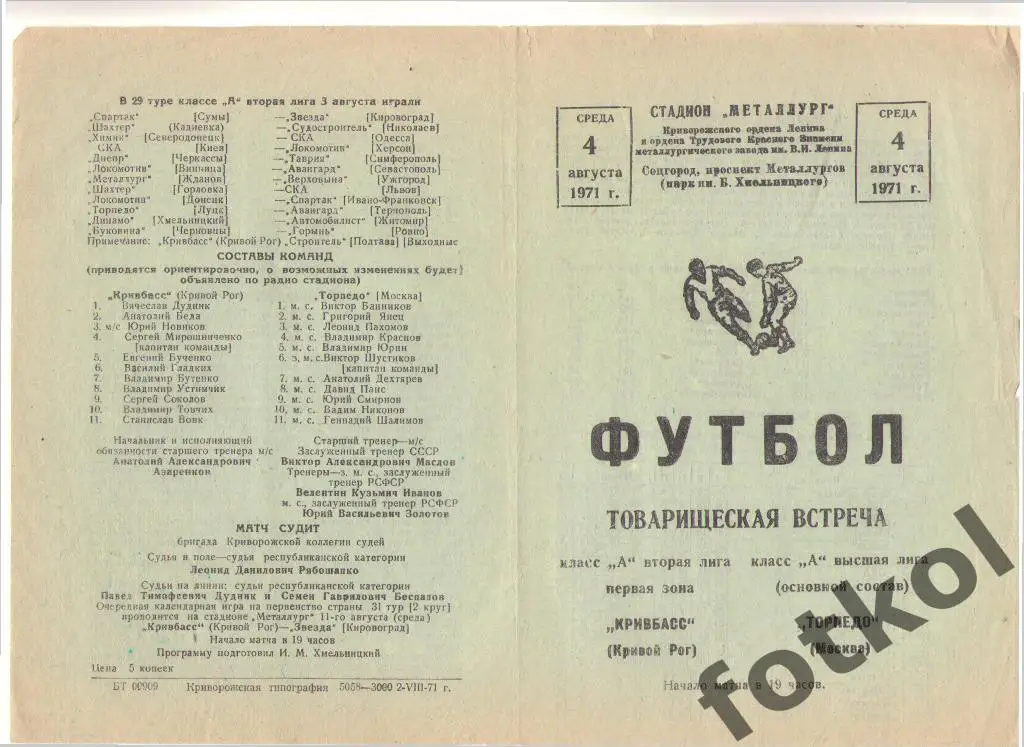 В 29 туре классе „А" вторая лига 3 августа играли
„Спартак" [Сумы] —„Звезда" [Кировоград]
„Шахтер" (Кадиевка) —„Судостроитель" [Николаев]
„Химик" [Северодонецк] —СКА [Одесса]
СКА [Киев] —„Локомотив" [Херсон]
„Днепр" [Черкассы] —„Таврия" [Симферополь]
„Локомотив" [Винница] —„Авангард" [Севастополь]
„Металлург" [Жданов] —„Верховына" [Ужгород]
„Шахтер" [Горловка] —СКА [Львов]
„Локомотив" [Донецк] —„Спартак" [Ивано-Франковск]
„Торпедо" [Луцк] —„Авангард" [Тернополь]
„Динамо" [Хмельницкий] —„Автомобилист" [Житомир]
„Буковина" [Черновцы] —„Горынь" [Ровно]
Примечание: „Кривбасс" (Кривой Рог) „Строитель" [Полтава] [Выходные
СОСТАВЫ КОМАНД
(приводятся ориентировочно, о возможных изменениях будет)
объявлено по радио стадиона)
„Кривбасс" (Кривой Рог) „Торпедо" [Москва]
1. Вячеслав Дудник 1. м. с. Виктор Банников
2. Анатолий Бела 2. м. с. Григорий Янец
3. м/с Юрий Новиков 3. м. с. Леонид Пахомов
4. Сергей Мирошниченко 4. м. с. Владимир Краснов
[капитан команды] 5. м. с. Владимир Юрин
5. Евгений Бученко 6. з, м, с.Виктор Шустиков
6. Василий Гладких [капитан команды]
7. Владимир Бутенко 7. м. с. Анатолий Дехтярев
8. Владимир Устимчик 8. м. с. Давид Паис
9. Сергей Соколов 9. м. с. Юрий Смирнов
10. Владимир Товчих 10. м. с. Вадим Никонов
11. Станислав Вовк 11. м. с. Геннадий Шалимов
Начальник и исполняющий
обязанности старшего тренера м/с
Анатолий Александрович
Азаренков
Старший тренер—м/с
Заслуженный тренер СССР
Виктор Александрович Маслов
Тренеры—з. м. с., заслуженный
тренер РСФСР
Велентин Кузьмич Иванов
м. с., заслуженный тренер РСФСР
Юрий Васильевич Золотов
МАТЧ СУДИТ
бригада Криворожской коллегии судей
Судья в поле—судья республиканской категории
Леонид Данилович Рябошапко
Судьи на линии: судьи республиканской категории
Павел Тимофеевич Дудник и Семен Гаврилович Беспалов
Очередная календарная игра на первенство страны 31 тур [2 круг]
проводится на стадионе „Металлург" 11-го августа (среда)
„Кривбасс" (Кривой Рог)—„Звезда" [Кировоград]
Начало матча в 19 часов
Программу подготовил И. М. Хмельницкий
Цена 5 копеек
БТ 00909 Криворожская типография 5058—3000 2-VIII-71 г.
СРЕДА
4
августа
1971 г.
СТАДИОН „МЕТАЛЛУРГ"
Криворожского ордена Ленина
и ордена Трудового Красного Знамени
металлургического завода им. В.И. Ленина
Соцгород, проспект Металлургов
(парк им. Б. Хмельницкого)
СРЕДА
4
августа
1971 г.
ФУТБОЛ
ТОВАРИЩЕСКАЯ ВСТРЕЧА
класс „А" вторая лига
первая зона
„КРИВБАСС"
(Кривой Рог)
класс „А" высшая лига
(основной состав)
„ТОРПЕДО"
(Москва)
Начало матча в 19 часов.
fotkol